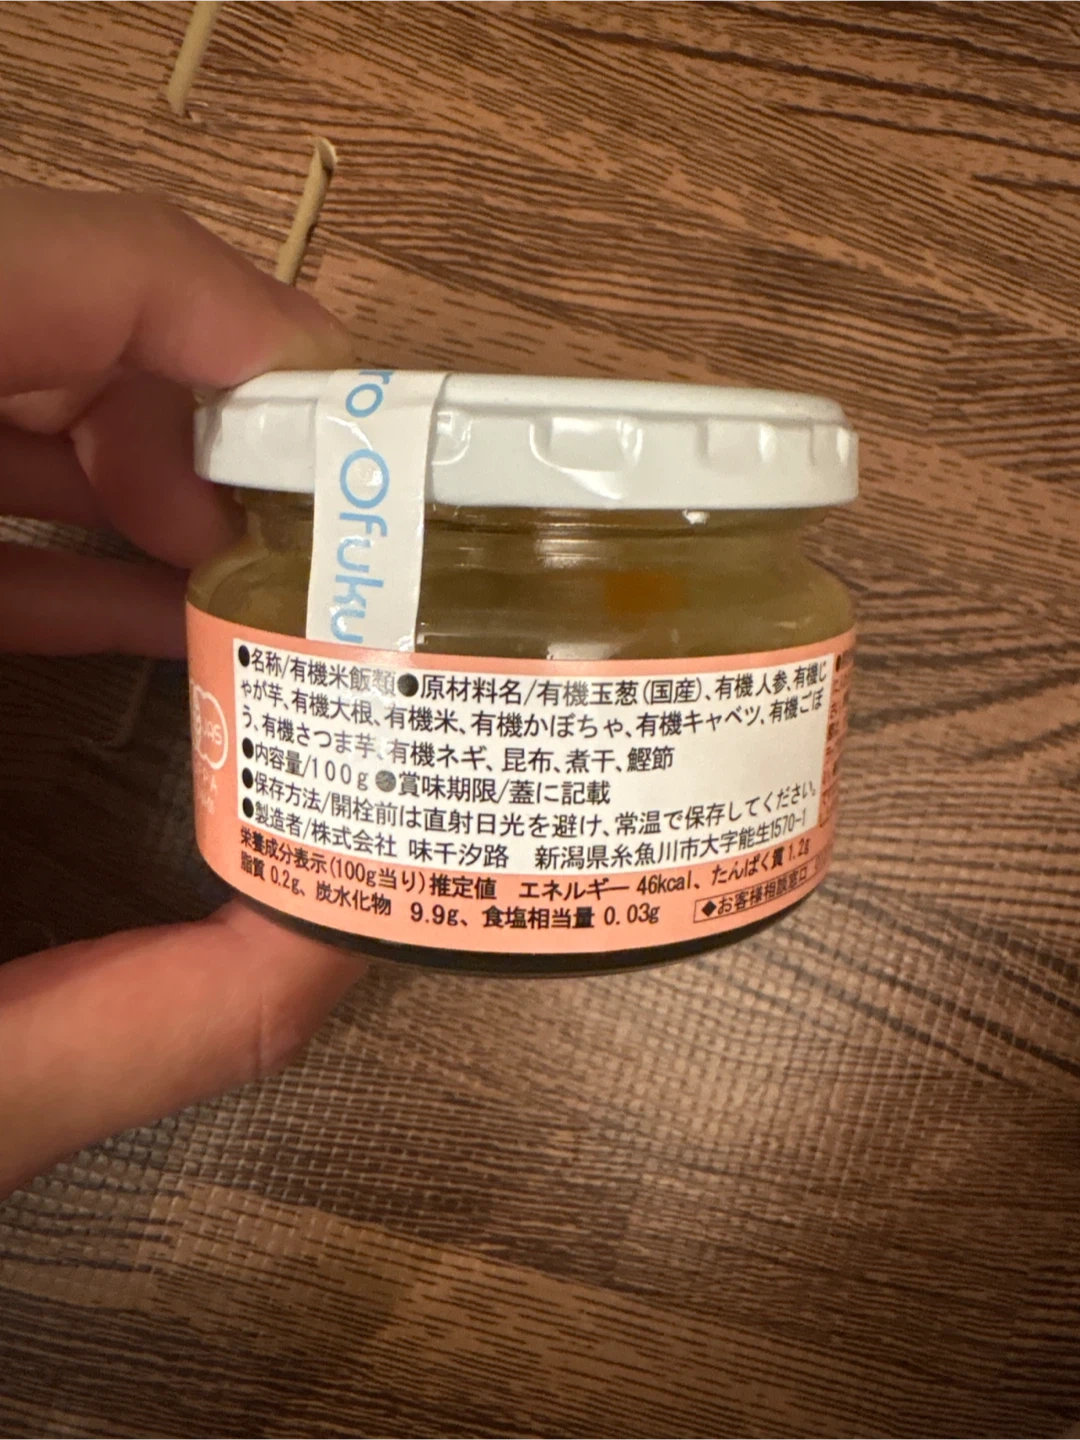 ro Ofuku
●名称/有機米飯類●原材料名/有機玉葱(国産)、有機人参、有機じ
ゃが芋、有機大根、有機米、有機かぼちゃ、有機キャベツ、有機ごぼ
う、有機さつま芋、有機ネギ、昆布、煮干、鰹節
●内容量/100g ●賞味期限/蓋に記載
●保存方法/開栓前は直射日光を避け、常温で保存してください。
●製造者/株式会社 味千汐路 新潟県糸魚川市大字能生1570-1
栄養成分表示(100g当り)推定値 エネルギー 46kcal、たんぱく質 1.2g
脂質 0.2g、炭水化物 9.9g、食塩相当量 0.03g
◆お客様相談窓口
JAS